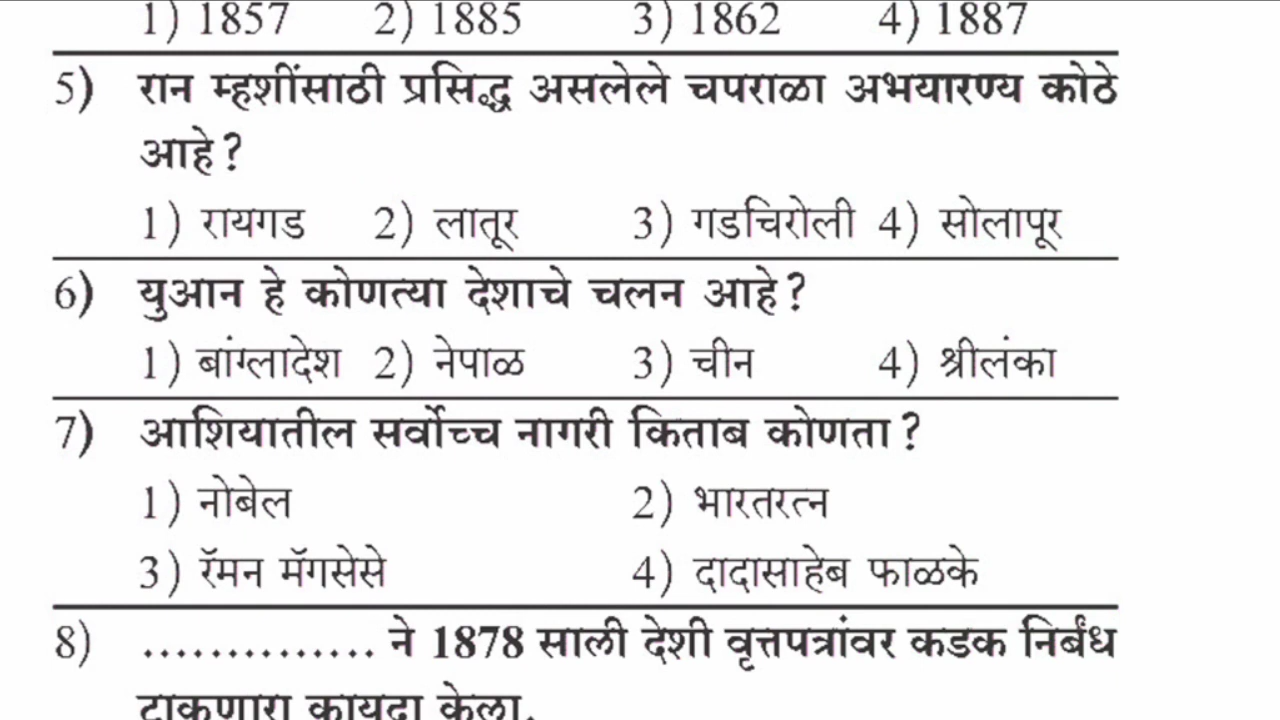 1) 1857 2) 1885 3) 1862 4) 1887
5) रान म्हशींसाठी प्रसिद्ध असलेले चपराळा अभयारण्य कोठे
आहे?
1) रायगड 2) लातूर 3) गडचिरोली 4) सोलापूर
6) युआन हे कोणत्या देशाचे चलन आहे?
1) बांग्लादेश 2) नेपाळ 3) चीन 4) श्रीलंका
7) आशियातील सर्वोच्च नागरी किताब कोणता?
1) नोबेल 2) भारतरत्न
3) रॅमन मॅगसेसे 4) दादासाहेब फाळके
8) .............. ने 1878 साली देशी वृत्तपत्रांवर कडक निर्बंध
टाकणारा कायदा केला.